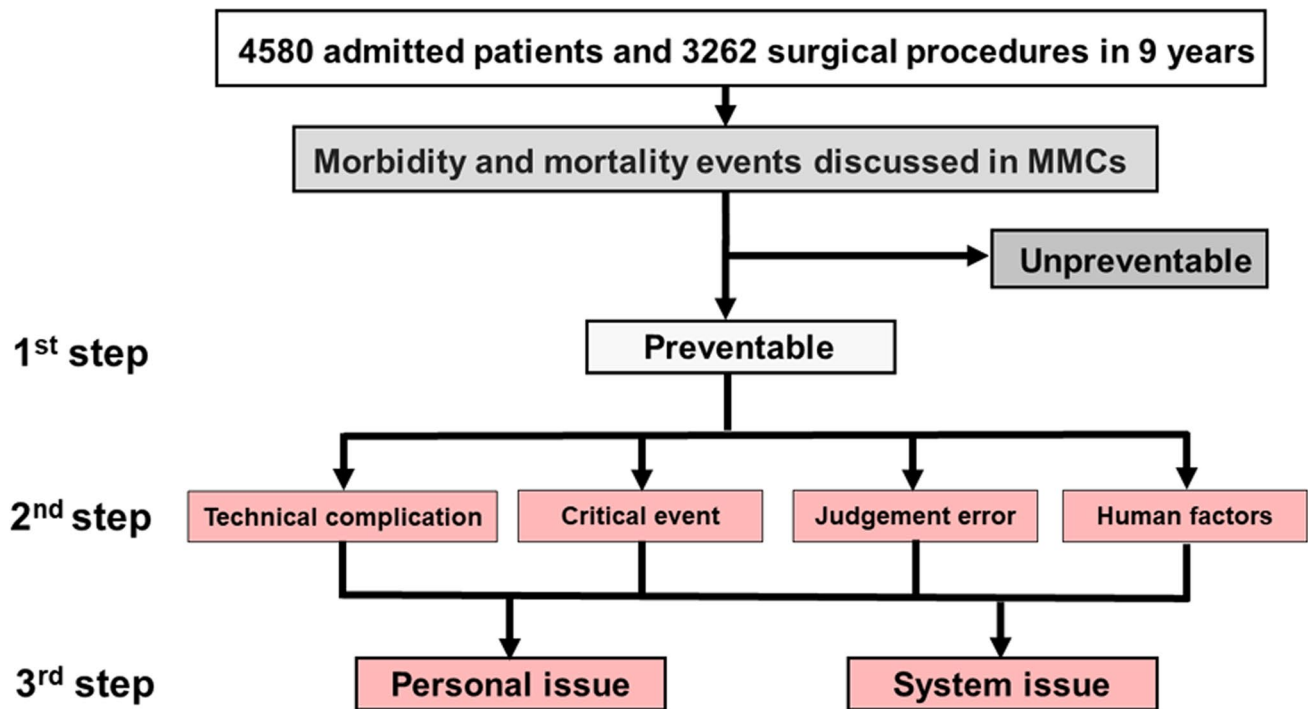 4580 admitted patients and 3262 surgical procedures in 9 years
Morbidity and mortality events discussed in MMCs
Unpreventable
1st step
Preventable
2nd step
Technical complication
Critical event
Judgement error
Human factors
3rd step
Personal issue
System issue